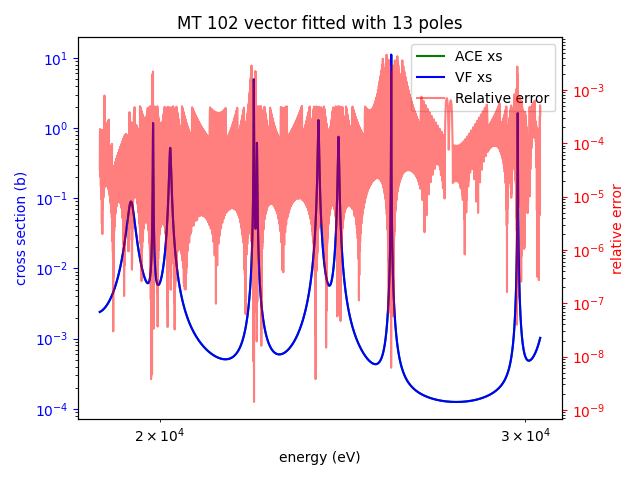 MT 102 vector fitted with 13 poles
ACE xs
VF xs
Relative error
10¹
10⁰
10⁻¹
10⁻²
10⁻³
10⁻⁴
cross section (b)
10⁻³
10⁻⁴
10⁻⁵
10⁻⁶
10⁻⁷
10⁻⁸
10⁻⁹
relative error
2 × 10⁴
3 × 10⁴
energy (eV)